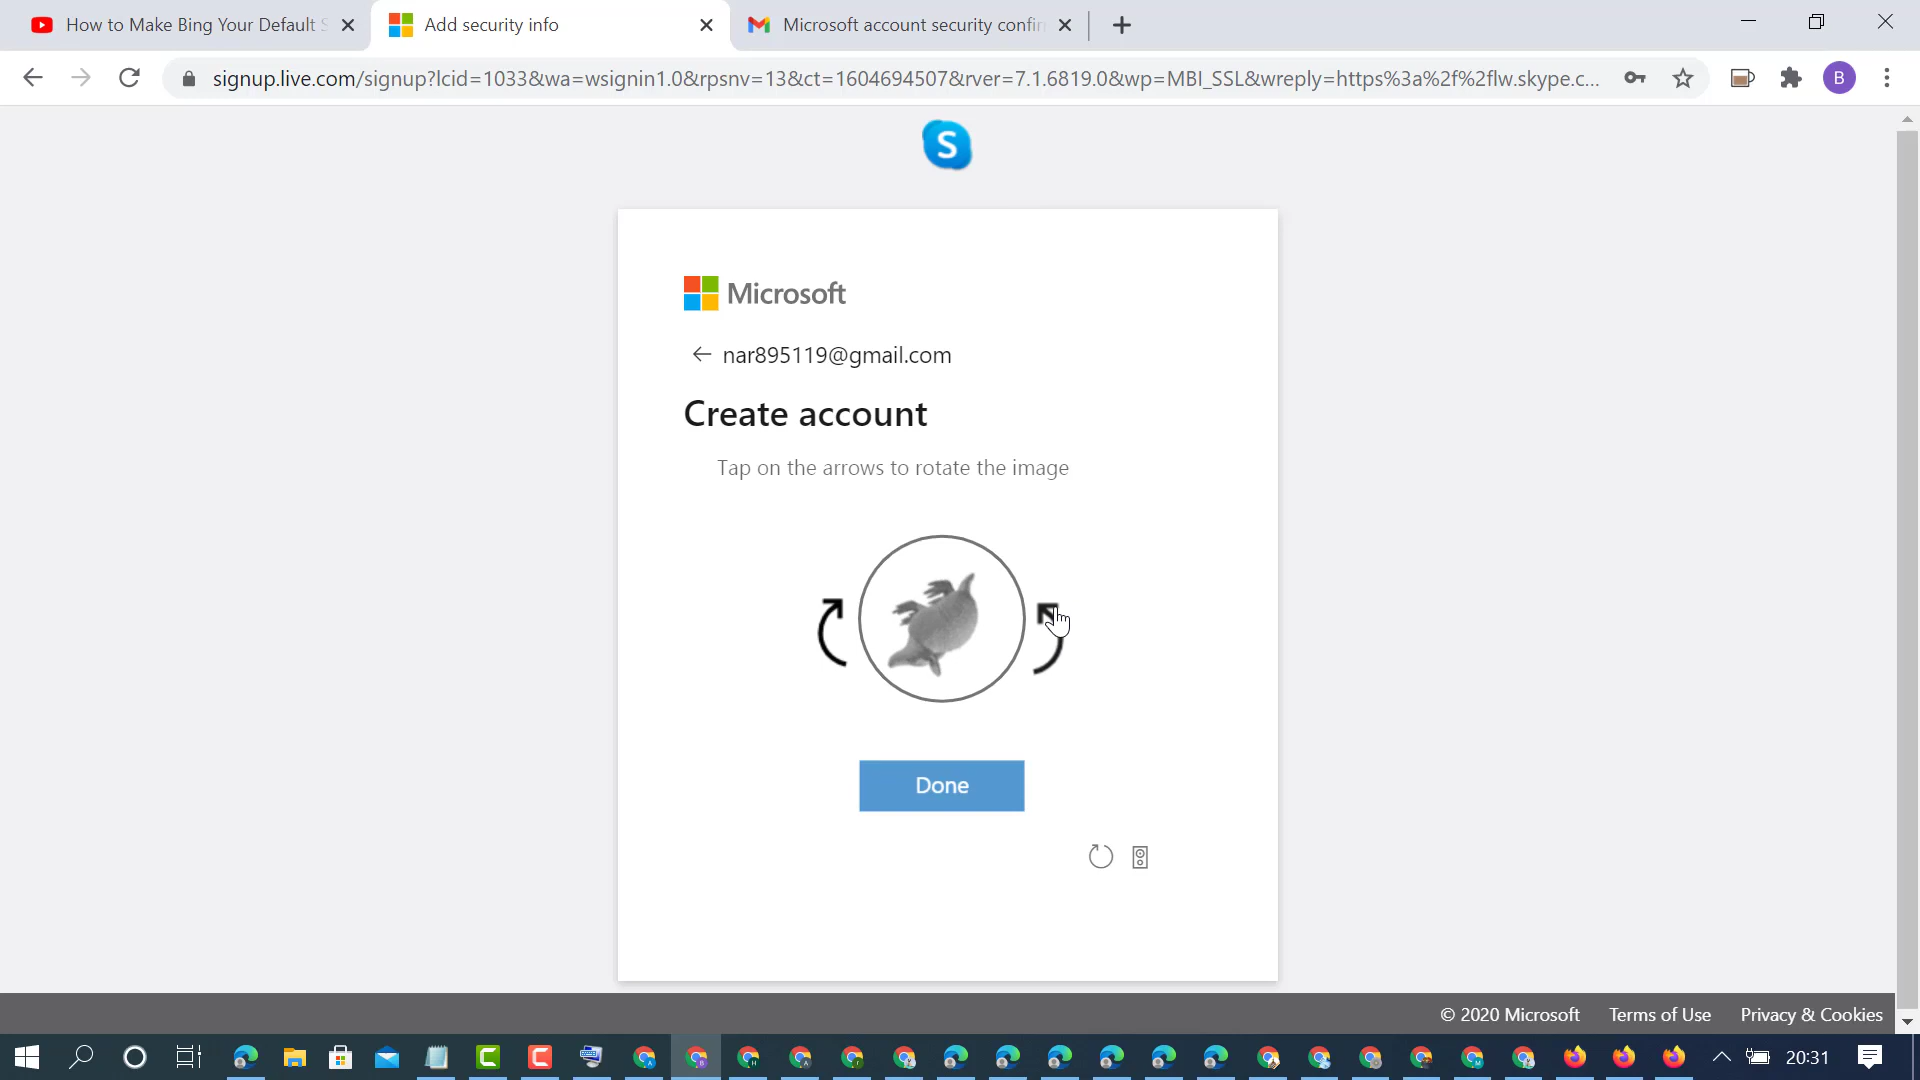 How to Make Bing Your Default S
Add security info
Microsoft account security confir
signup.live.com/signup?lcid=1033&wa=wsignin1.0&rpsnv=13&ct=1604694507&rver=7.1.6819.0&wp=MBI_SSL&wreply=https%3a%2f%2flw.skype.c...
B
S
Microsoft
nar895119@gmail.com
Create account
Tap on the arrows to rotate the image
Done
© 2020 Microsoft Terms of Use Privacy & Cookies
20:31